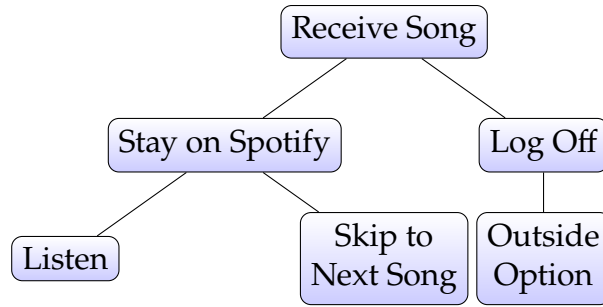 Receive Song
Stay on Spotify
Log Off
Listen
Skip to
Next Song
Outside
Option